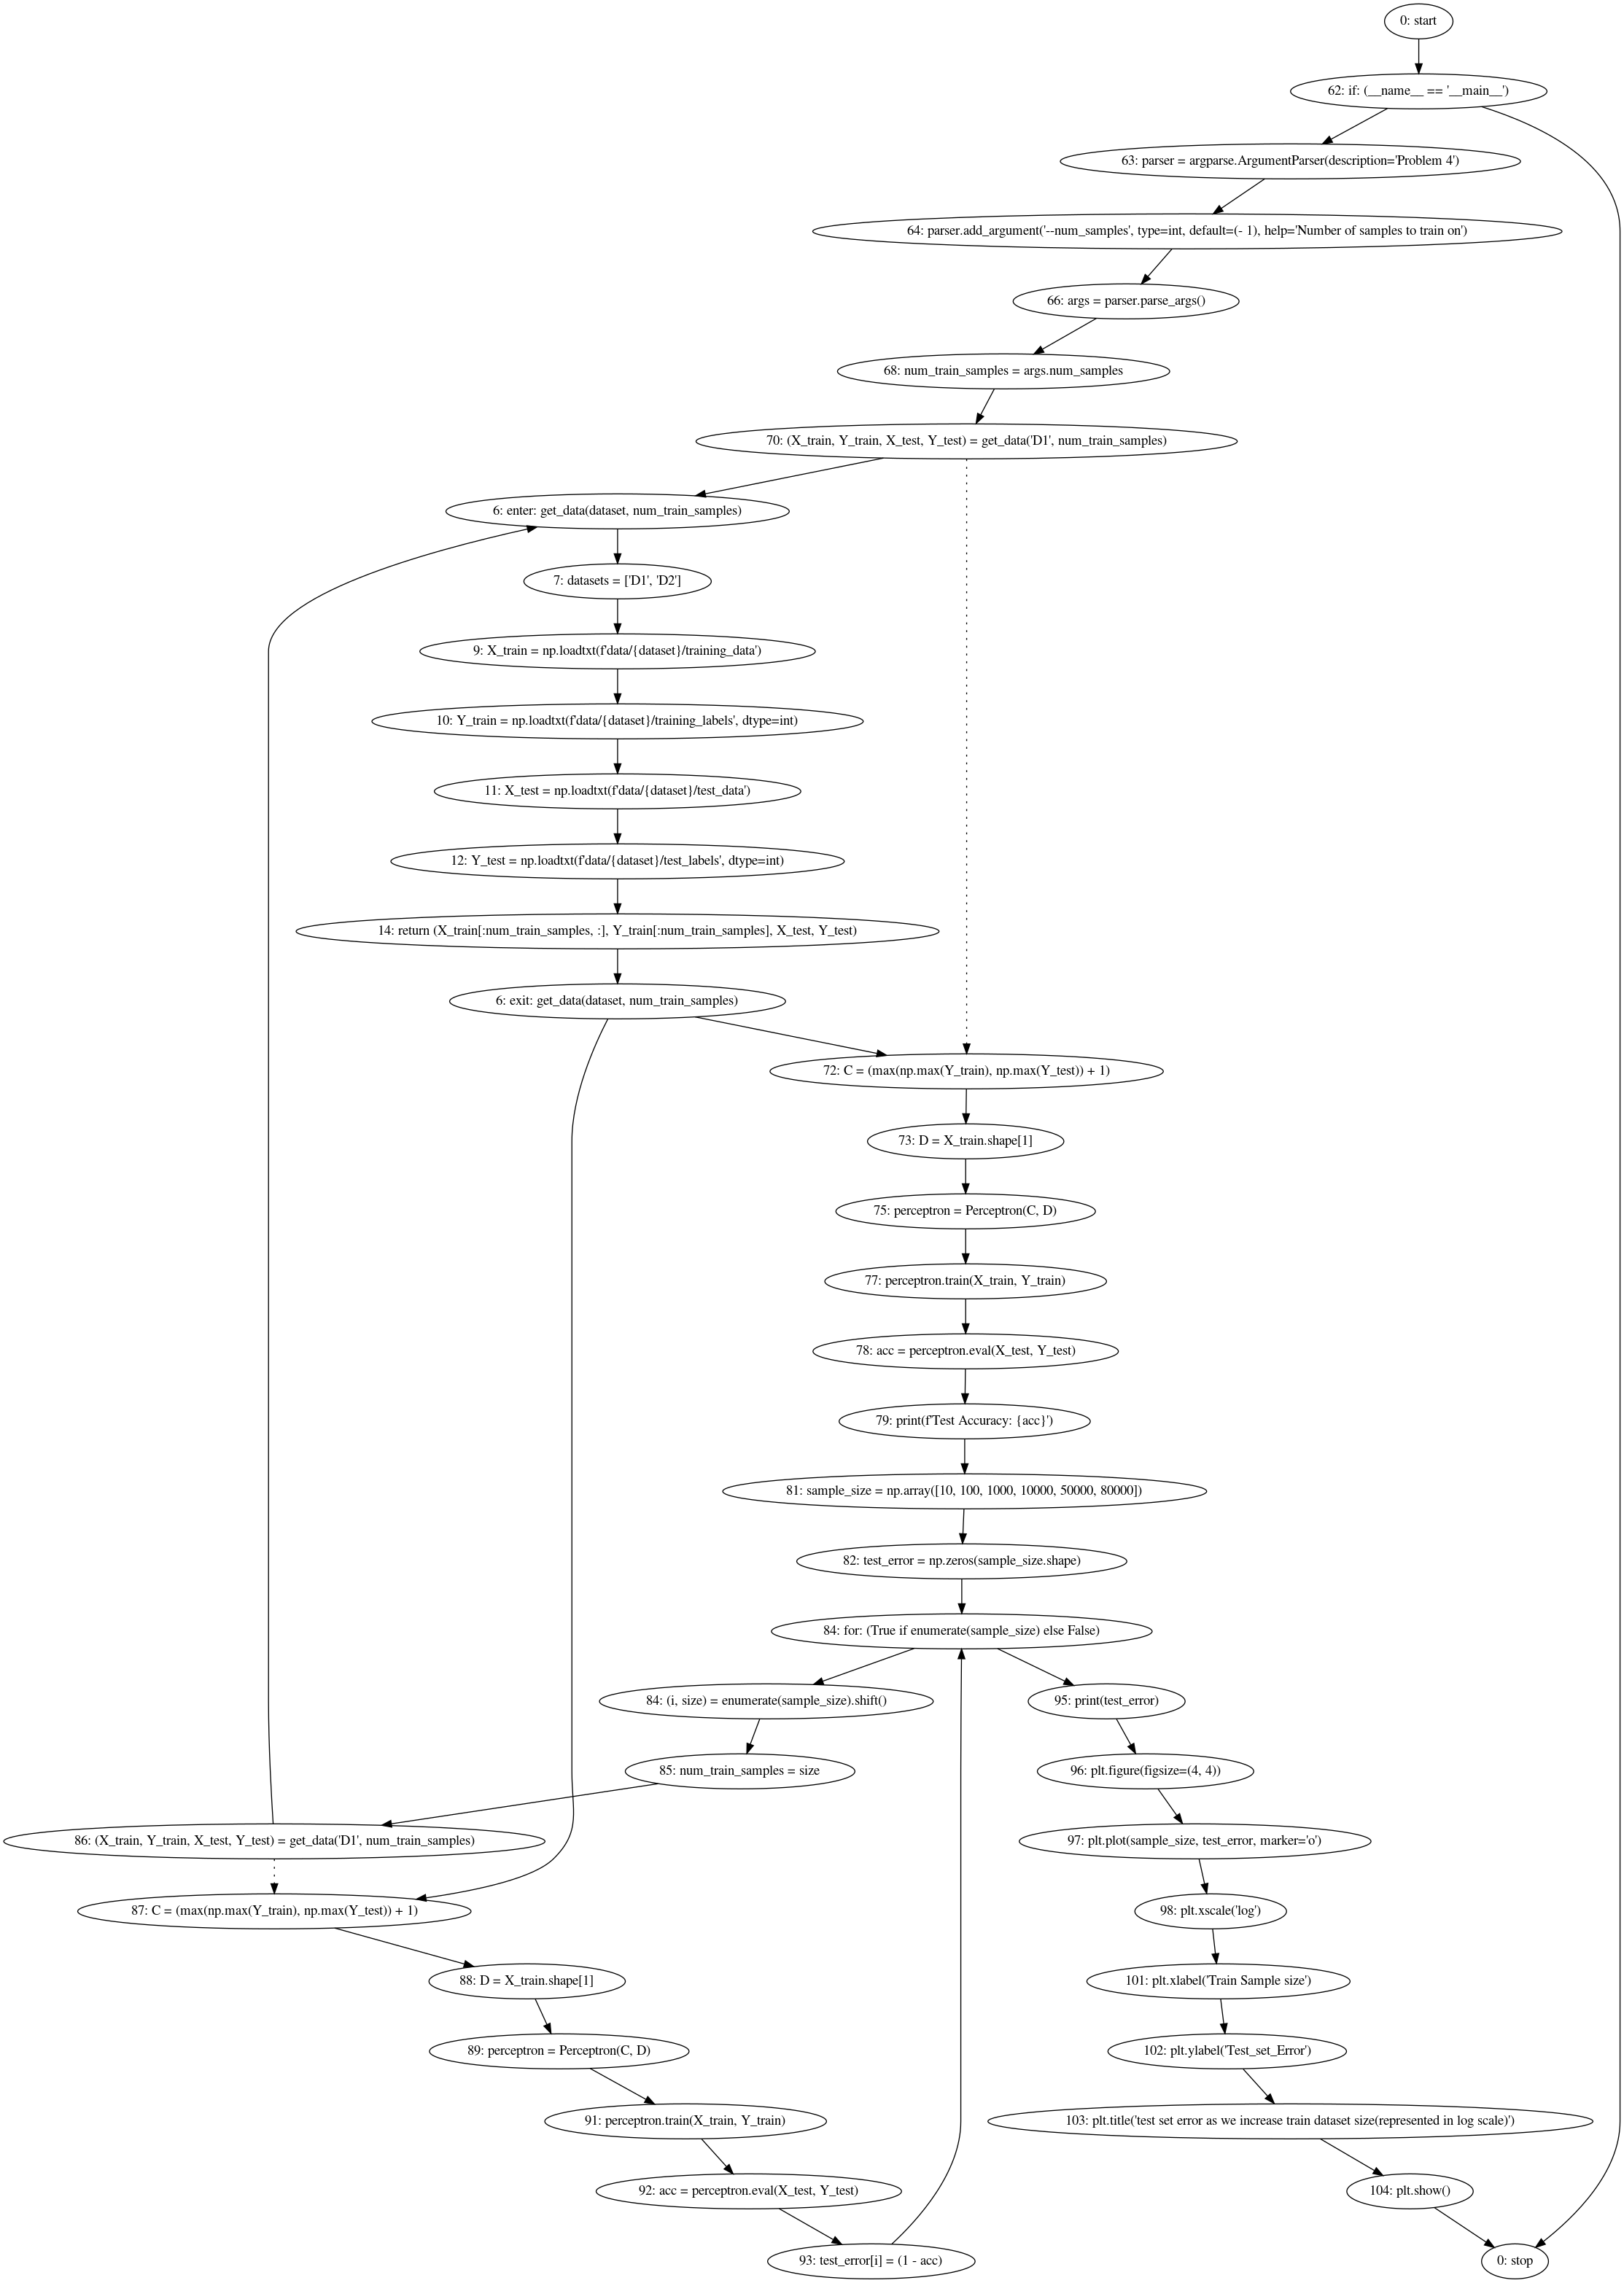 0: start
62: if: (__name__ == '__main__')
63: parser = argparse.ArgumentParser(description='Problem 4')
64: parser.add_argument('--num_samples', type=int, default=(- 1), help='Number of samples to train on')
66: args = parser.parse_args()
68: num_train_samples = args.num_samples
70: (X_train, Y_train, X_test, Y_test) = get_data('D1', num_train_samples)
6: enter: get_data(dataset, num_train_samples)
7: datasets = ['D1', 'D2']
9: X_train = np.loadtxt(f'data/{dataset}/training_data')
10: Y_train = np.loadtxt(f'data/{dataset}/training_labels', dtype=int)
11: X_test = np.loadtxt(f'data/{dataset}/test_data')
12: Y_test = np.loadtxt(f'data/{dataset}/test_labels', dtype=int)
14: return (X_train[:num_train_samples, :], Y_train[:num_train_samples], X_test, Y_test)
6: exit: get_data(dataset, num_train_samples)
72: C = (max(np.max(Y_train), np.max(Y_test)) + 1)
73: D = X_train.shape[1]
75: perceptron = Perceptron(C, D)
77: perceptron.train(X_train, Y_train)
78: acc = perceptron.eval(X_test, Y_test)
79: print(f'Test Accuracy: {acc}')
81: sample_size = np.array([10, 100, 1000, 10000, 50000, 80000])
82: test_error = np.zeros(sample_size.shape)
84: for: (True if enumerate(sample_size) else False)
84: (i, size) = enumerate(sample_size).shift()
95: print(test_error)
85: num_train_samples = size
96: plt.figure(figsize=(4, 4))
86: (X_train, Y_train, X_test, Y_test) = get_data('D1', num_train_samples)
97: plt.plot(sample_size, test_error, marker='o')
87: C = (max(np.max(Y_train), np.max(Y_test)) + 1)
98: plt.xscale('log')
88: D = X_train.shape[1]
101: plt.xlabel('Train Sample size')
89: perceptron = Perceptron(C, D)
102: plt.ylabel('Test_set_Error')
91: perceptron.train(X_train, Y_train)
103: plt.title('test set error as we increase train dataset size(represented in log scale)')
92: acc = perceptron.eval(X_test, Y_test)
104: plt.show()
93: test_error[i] = (1 - acc)
0: stop